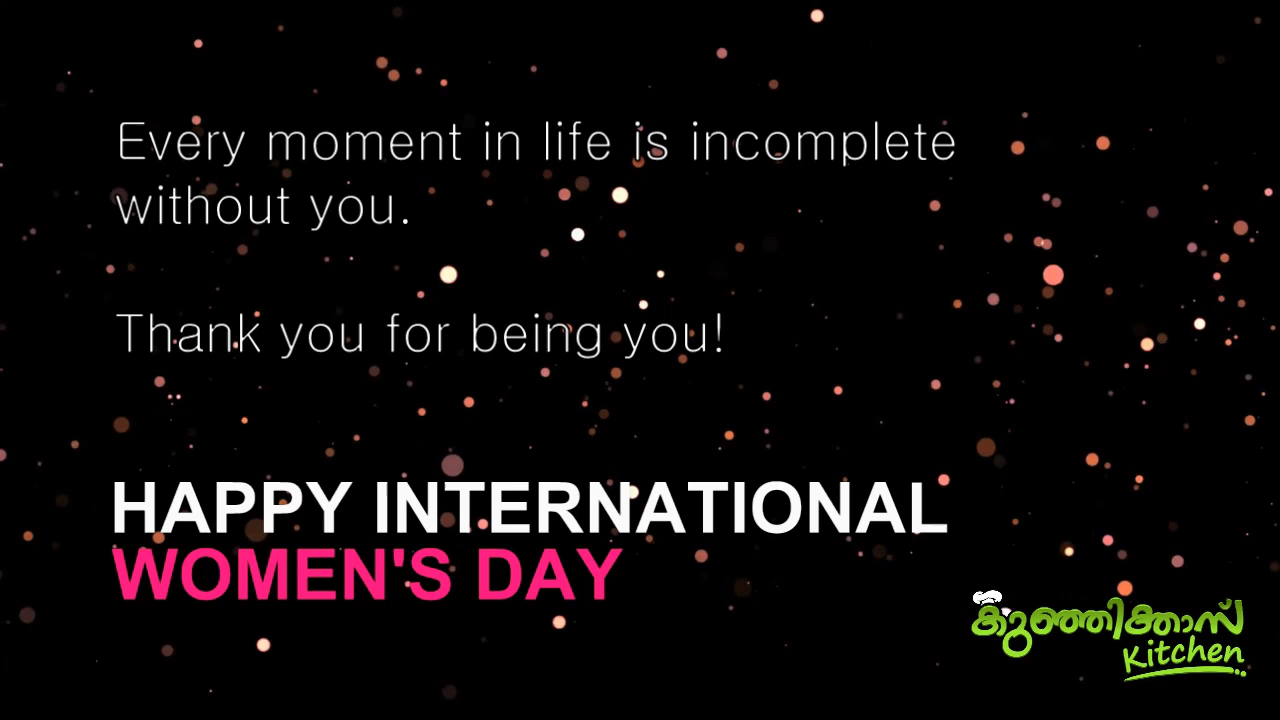 Every moment in life is incomplete
without you.
Thank you for being you!
HAPPY INTERNATIONAL
WOMEN'S DAY
കുഞ്ഞിക്കാസ്
Kitchen